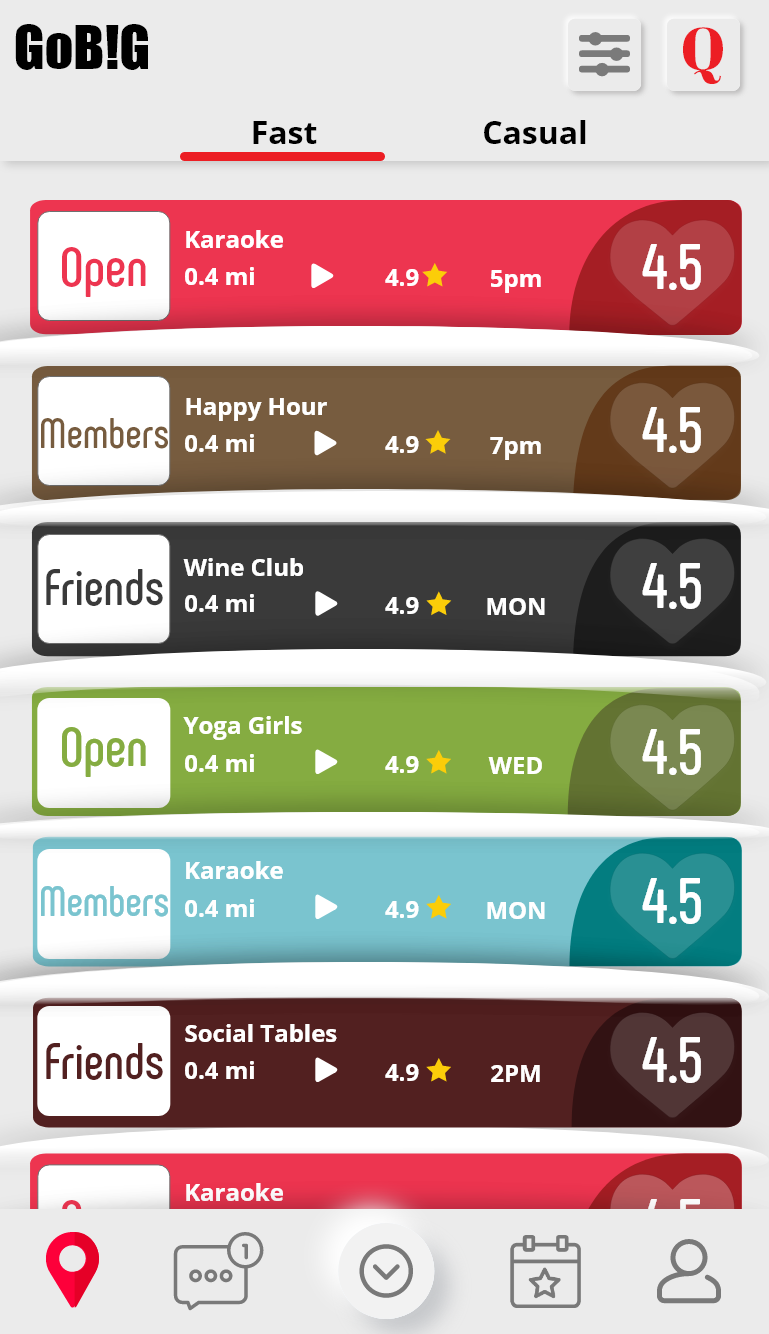 GoB!G
Q
Fast Casual
Open
Karaoke
0.4 mi 4.9 5pm
4.5
Members
Happy Hour
0.4 mi 4.9 7pm
4.5
Friends
Wine Club
0.4 mi 4.9 MON
4.5
Open
Yoga Girls
0.4 mi 4.9 WED
4.5
Members
Karaoke
0.4 mi 4.9 MON
4.5
Friends
Social Tables
0.4 mi 4.9 2PM
4.5
Karaoke
1